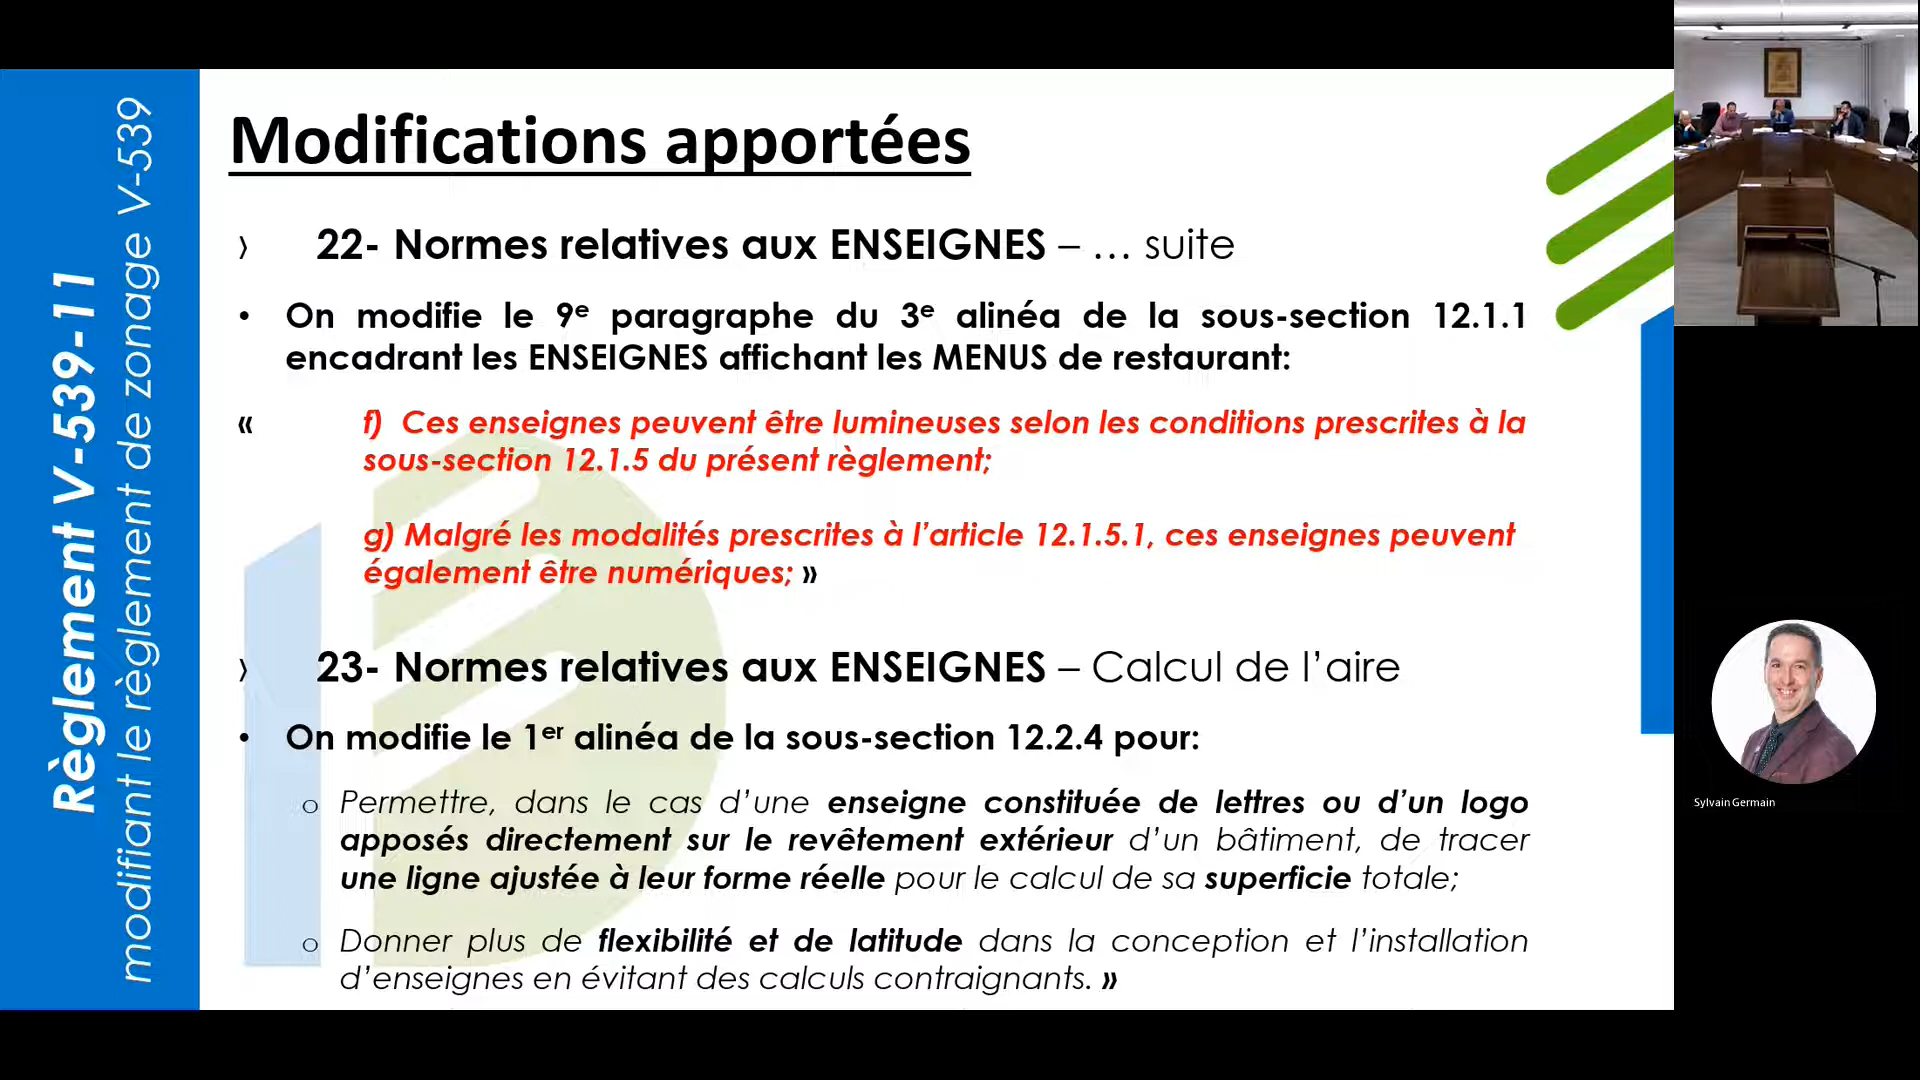 Règlement V-539-11
modifiant le règlement de zonage V-539
Modifications apportées
〉 22- Normes relatives aux ENSEIGNES – … suite
• On modifie le 9e paragraphe du 3e alinéa de la sous-section 12.1.1
encadrant les ENSEIGNES affichant les MENUS de restaurant:
« f) Ces enseignes peuvent être lumineuses selon les conditions prescrites à la
sous-section 12.1.5 du présent règlement;
g) Malgré les modalités prescrites à l’article 12.1.5.1, ces enseignes peuvent
également être numériques; »
〉 23- Normes relatives aux ENSEIGNES – Calcul de l’aire
• On modifie le 1er alinéa de la sous-section 12.2.4 pour:
o Permettre, dans le cas d’une enseigne constituée de lettres ou d’un logo
apposés directement sur le revêtement extérieur d’un bâtiment, de tracer
une ligne ajustée à leur forme réelle pour le calcul de sa superficie totale;
o Donner plus de flexibilité et de latitude dans la conception et l’installation
d’enseignes en évitant des calculs contraignants. »
Sylvain Germain